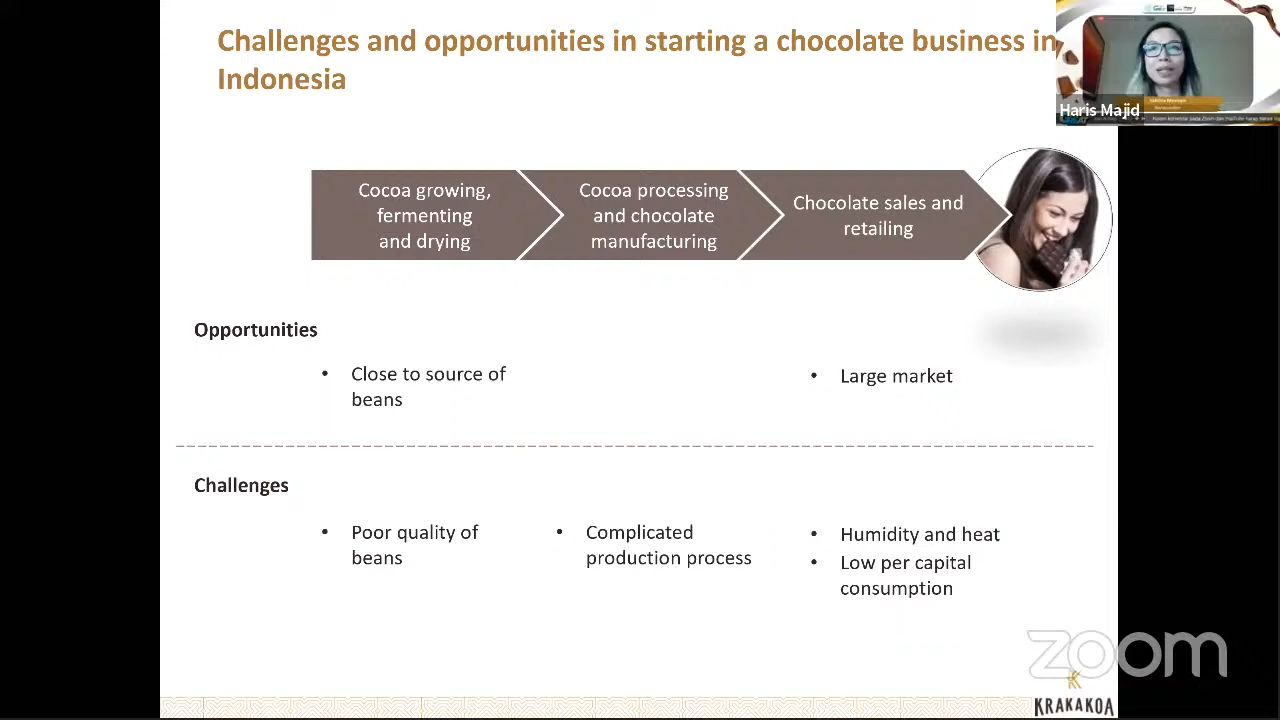 Challenges and opportunities in starting a chocolate business in
Indonesia
Haris Majid
Cocoa growing,
fermenting
and drying
Cocoa processing
and chocolate
manufacturing
Chocolate sales and
retailing
Opportunities
• Close to source of
beans
• Large market
Challenges
• Poor quality of
beans
• Complicated
production process
• Humidity and heat
• Low per capital
consumption
zoom
KRAKAKOA